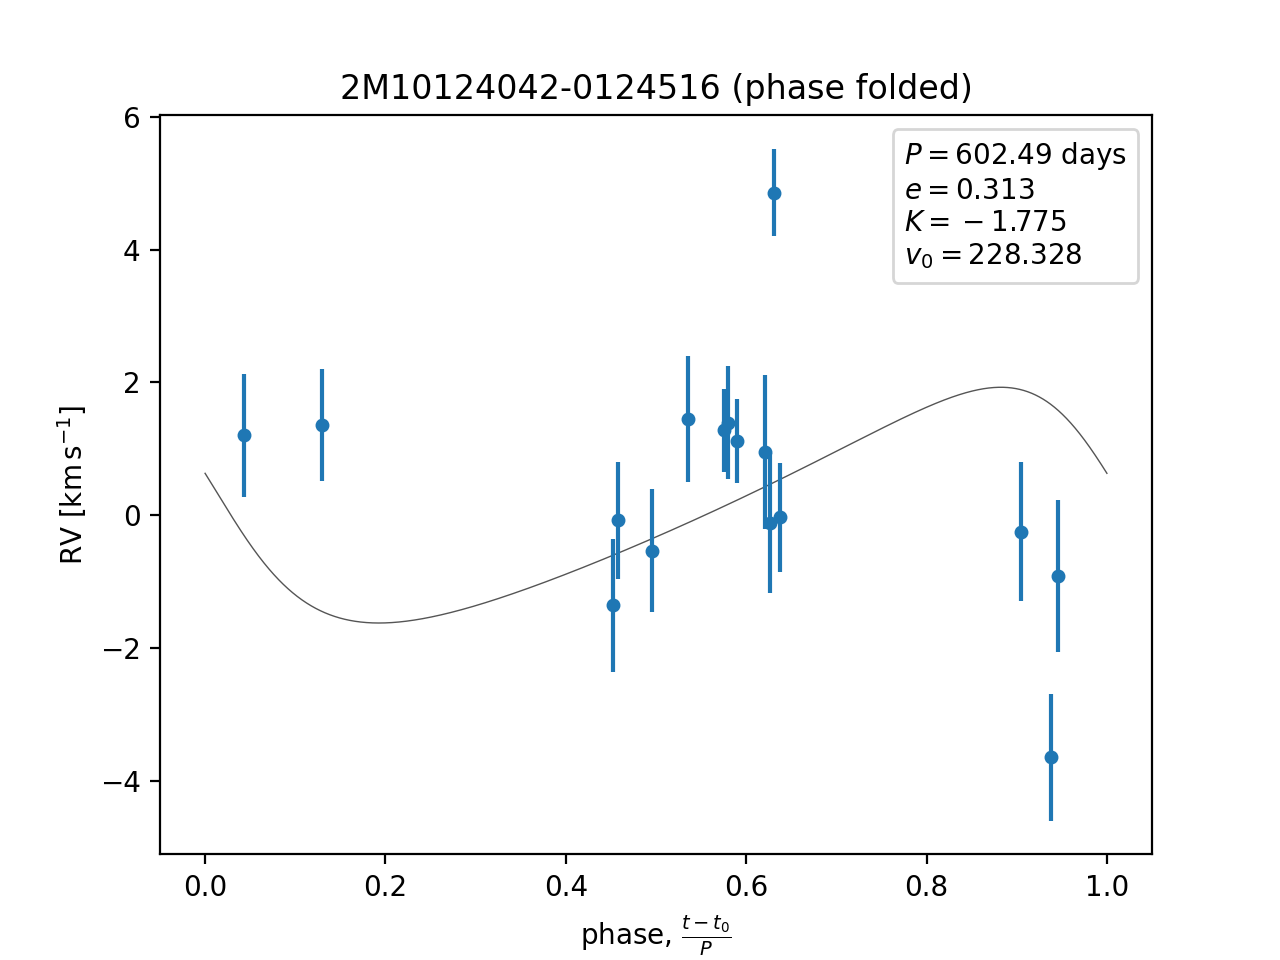 2M10124042-0124516 (phase folded)
P = 602.49 days
e = 0.313
K = −1.775
v₀ = 228.328
6
4
2
0
−2
−4
RV [km s⁻¹]
0.0 0.2 0.4 0.6 0.8 1.0
phase, (t − t₀)/P